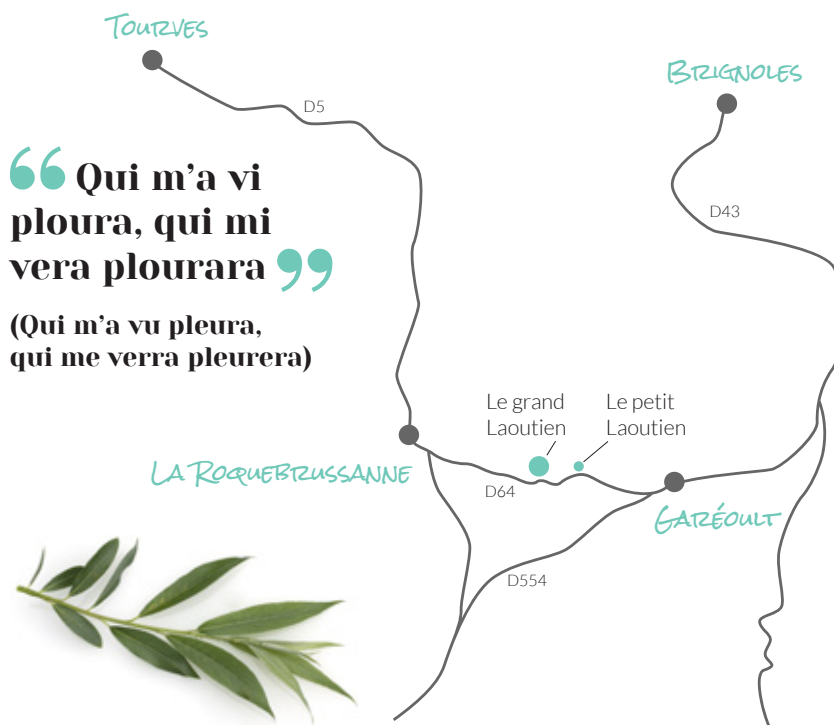 Tourves
Brignoles
D5
“ Qui m’a vi
ploura, qui mi
vera plourara ”
D43
(Qui m’a vu pleura,
qui me verra pleurera)
Le grand
Laoutien
Le petit
Laoutien
La Roquebrussanne
D64
Garéoult
D554